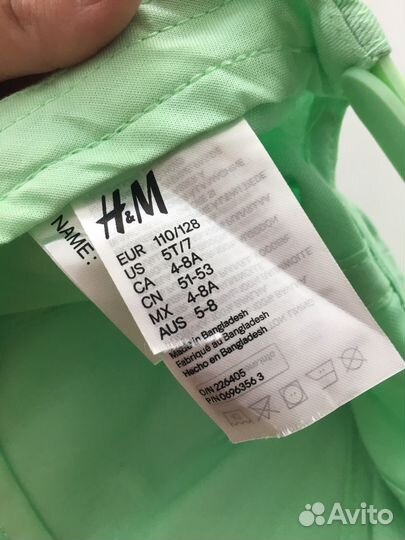 NAME:
H&M
EUR 110/128
US 5T/7
CA 4-8A
CN 51-53
MX 4-8A
AUS 5-8
Made in Bangladesh
Fabriqué au Bangladesh
Hecho en Bangladesh
O/N 226405
P/N 0696356 3
Avito